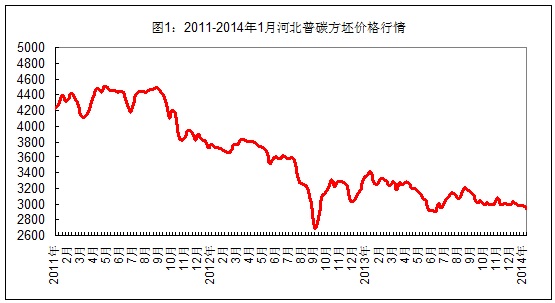 图1：2011-2014年1月河北普碳方坯价格行情
5000
4800
4600
4400
4200
4000
3800
3600
3400
3200
3000
2800
2600
2011年
2月
3月
4月
5月
6月
7月
8月
9月
10月
11月
12月
2012年
2月
3月
4月
5月
6月
7月
8月
9月
10月
11月
12月
2013年
2月
3月
4月
5月
6月
7月
8月
9月
10月
11月
12月
2014年